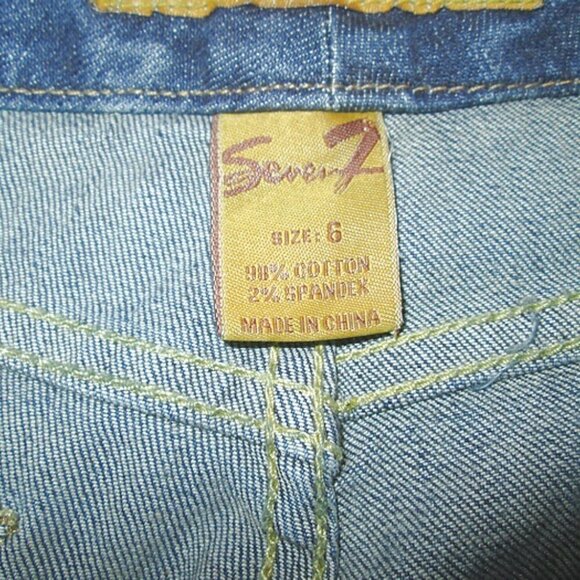 Seven7
SIZE: 6
98% COTTON
2% SPANDEX
MADE IN CHINA